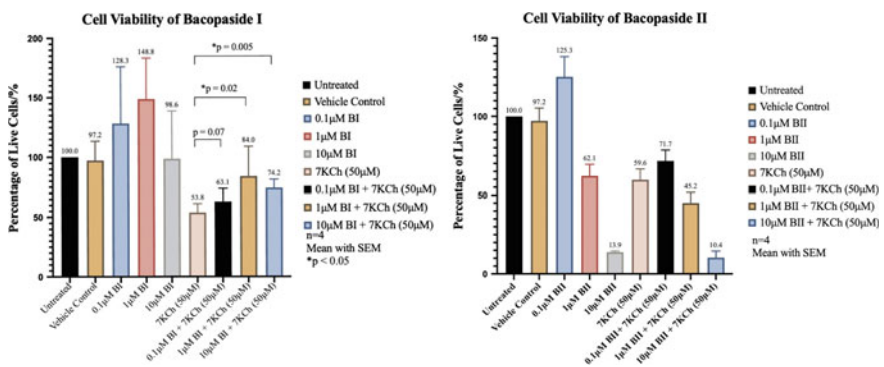 Cell Viability of Bacopaside I
Percentage of Live Cells/%
200
150
100
50
0
100.0
97.2
128.3
148.8
98.6
53.8
63.1
84.0
74.2
*p = 0.005
*p = 0.02
p = 0.07
Untreated
Vehicle Control
0.1μM BI
1μM BI
10μM BI
7KCh (50μM)
0.1μM BI + 7KCh (50μM)
1μM BI + 7KCh (50μM)
10μM BI + 7KCh (50μM)
Untreated
Vehicle Control
0.1μM BI
1μM BI
10μM BI
7KCh (50μM)
0.1μM BI + 7KCh (50μM)
1μM BI + 7KCh (50μM)
10μM BI + 7KCh (50μM)
n=4
Mean with SEM
*p < 0.05
Cell Viability of Bacopaside II
Percentage of Live Cells/%
150
100
50
0
100.0
97.2
125.3
62.1
13.9
59.6
71.7
45.2
10.4
Untreated
Vehicle Control
0.1μM BII
1μM BII
10μM BII
7KCh (50μM)
0.1μM BII+ 7KCh (50μM)
1μM BII + 7KCh (50μM)
10μM BII + 7KCh (50μM)
Untreated
Vehicle Control
0.1μM BII
1μM BII
10μM BII
7KCh (50μM)
0.1μM BII+ 7KCh (50μM)
1μM BII + 7KCh (50μM)
10μM BII + 7KCh (50μM)
n=4
Mean with SEM